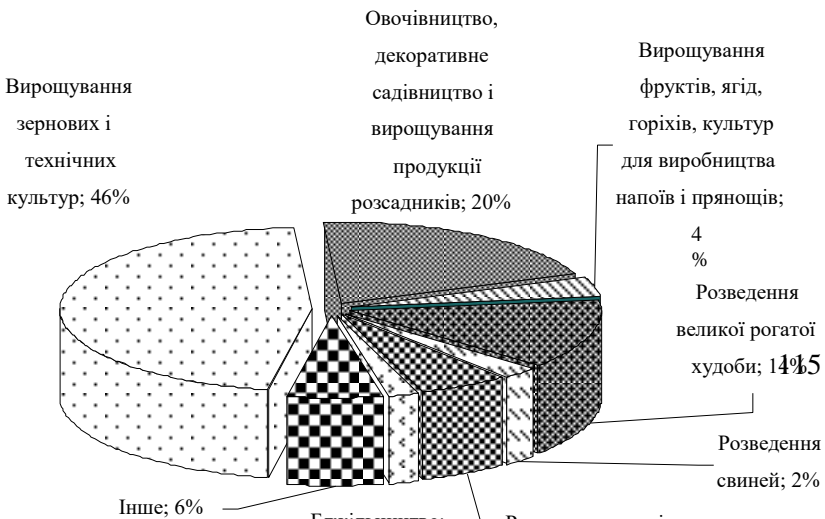 Овочівництво,
декоративне
садівництво і
вирощування
продукції
розсадників; 20%
Вирощування
фруктів, ягід,
горіхів, культур
для виробництва
напоїв і прянощів;
4
%
Вирощування
зернових і
технічних
культур; 46%
Розведення
великої рогатої
худоби;
115
Розведення
свиней; 2%
Інше; 6%